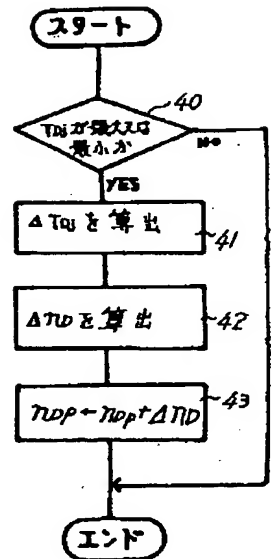 スタート
40
TDiが最大又は
最小か
NO
YES
ΔTDiを算出
41
ΔnDを算出
42
nDP←nDP+ΔnD
43
エンド